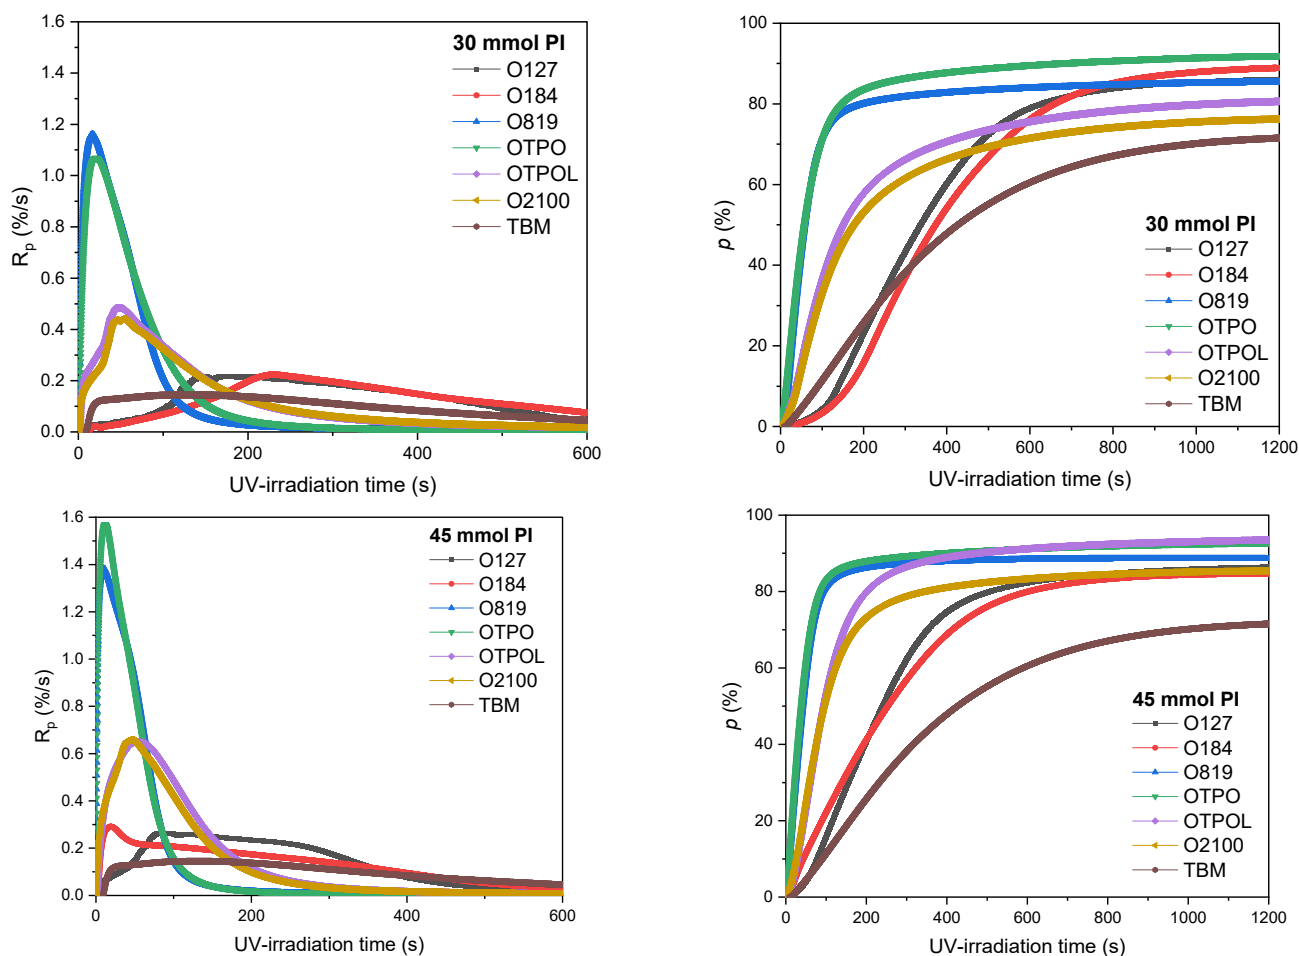 1.6
1.4
1.2
1.0
0.8
0.6
0.4
0.2
0.0
R_p (%/s)
30 mmol PI
O127
O184
O819
OTPO
OTPOL
O2100
TBM
0 200 400 600
UV-irradiation time (s)
100
80
60
40
20
0
p (%)
30 mmol PI
O127
O184
O819
OTPO
OTPOL
O2100
TBM
0 200 400 600 800 1000 1200
UV-irradiation time (s)
1.6
1.4
1.2
1.0
0.8
0.6
0.4
0.2
0.0
R_p (%/s)
45 mmol PI
O127
O184
O819
OTPO
OTPOL
O2100
TBM
0 200 400 600
UV-irradiation time (s)
100
80
60
40
20
0
p (%)
45 mmol PI
O127
O184
O819
OTPO
OTPOL
O2100
TBM
0 200 400 600 800 1000 1200
UV-irradiation time (s)